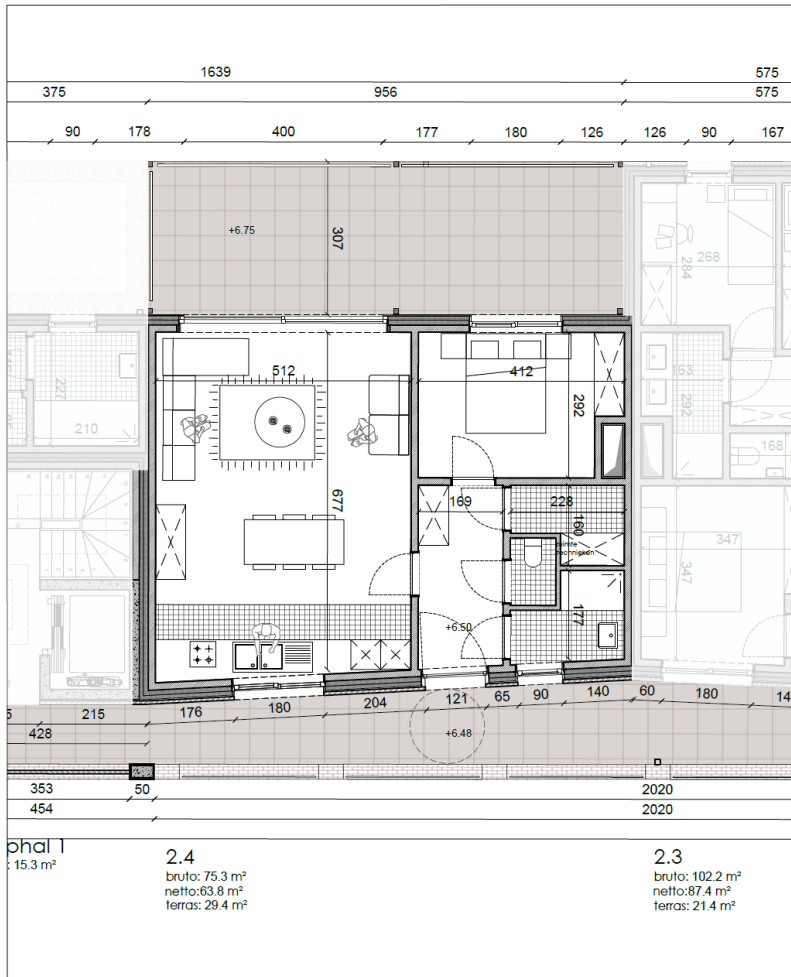 1639 575
375 956 575
90 178 400 177 180 126 126 90 167
+6.75
307
268
284
512
412
292
163
292
227
210
168
677
169
228
160
ruimte
technieken
347
347
177
+6.50
215 176 180 204 121 65 90 140 60 180
428
+6.48
353 50 2020
454 2020
phal 1
: 15.3 m²
2.4
bruto: 75.3 m²
netto:63.8 m²
terras: 29.4 m²
2.3
bruto: 102.2 m²
netto:87.4 m²
terras: 21.4 m²